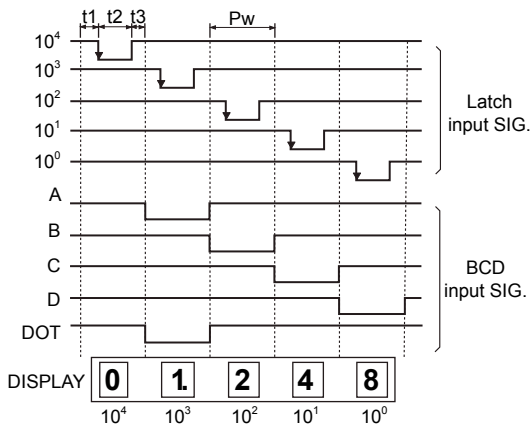 t1 t2 t3 Pw
10⁴
10³
10²
10¹
10⁰
Latch
input SIG.
A
B
C
D
DOT
BCD
input SIG.
DISPLAY 0 1. 2 4 8
10⁴ 10³ 10² 10¹ 10⁰